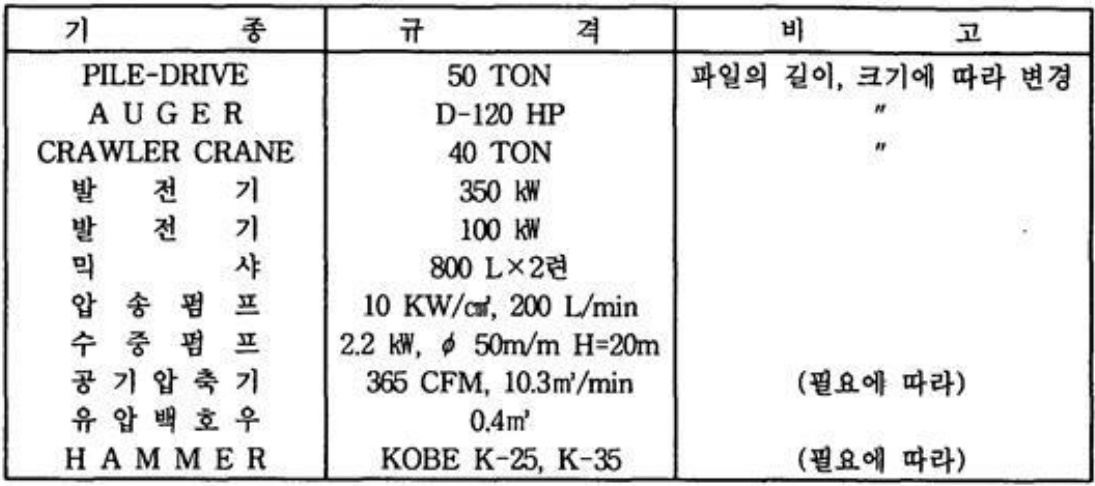 기 종 규 격 비 고
PILE-DRIVE 50 TON 파일의 길이, 크기에 따라 변경
A U G E R D-120 HP 〃
CRAWLER CRANE 40 TON 〃
발 전 기 350 ㎾
발 전 기 100 ㎾
믹 샤 800 L×2련
압 송 펌 프 10 KW/㎠, 200 L/min
수 중 펌 프 2.2 ㎾, ϕ 50m/m H=20m
공 기 압 축 기 365 CFM, 10.3㎥/min (필요에 따라)
유 압 백 호 우 0.4㎥
H A M M E R KOBE K-25, K-35 (필요에 따라)